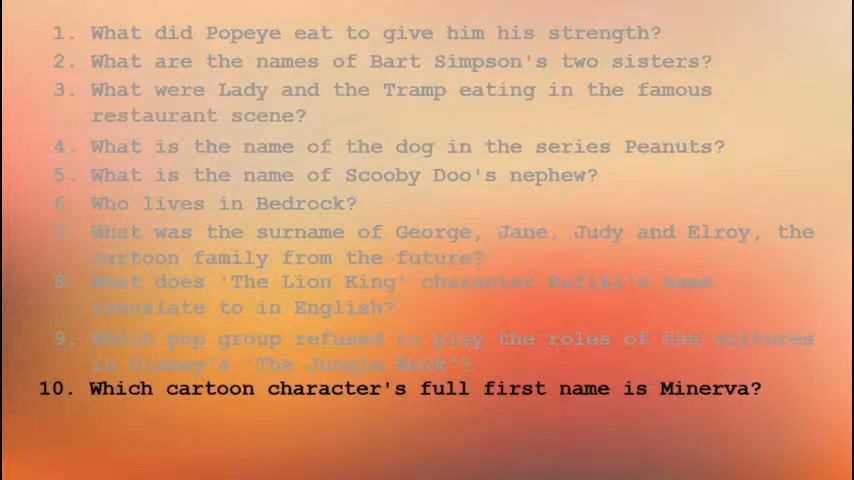 1. What did Popeye eat to give him his strength?
2. What are the names of Bart Simpson's two sisters?
3. What were Lady and the Tramp eating in the famous
restaurant scene?
4. What is the name of the dog in the series Peanuts?
5. What is the name of Scooby Doo's nephew?
6. Who lives in Bedrock?
7. What was the surname of George, Jane, Judy and Elroy, the
cartoon family from the future?
8. What does 'The Lion King' character Rafiki's name
translate to in English?
9. Which pop group refused to play the roles of the vultures
in Disney's 'The Jungle Book'?
10. Which cartoon character's full first name is Minerva?